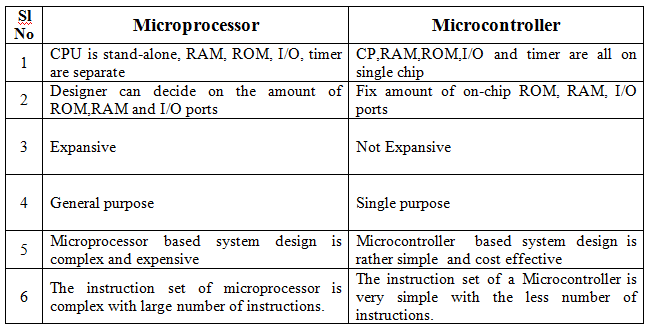 Sl No Microprocessor Microcontroller
1 CPU is stand-alone, RAM, ROM, I/O, timer are separate CP,RAM,ROM,I/O and timer are all on single chip
2 Designer can decide on the amount of ROM,RAM and I/O ports Fix amount of on-chip ROM, RAM, I/O ports
3 Expansive Not Expansive
4 General purpose Single purpose
5 Microprocessor based system design is complex and expensive Microcontroller based system design is rather simple and cost effective
6 The instruction set of microprocessor is complex with large number of instructions. The instruction set of a Microcontroller is very simple with the less number of instructions.